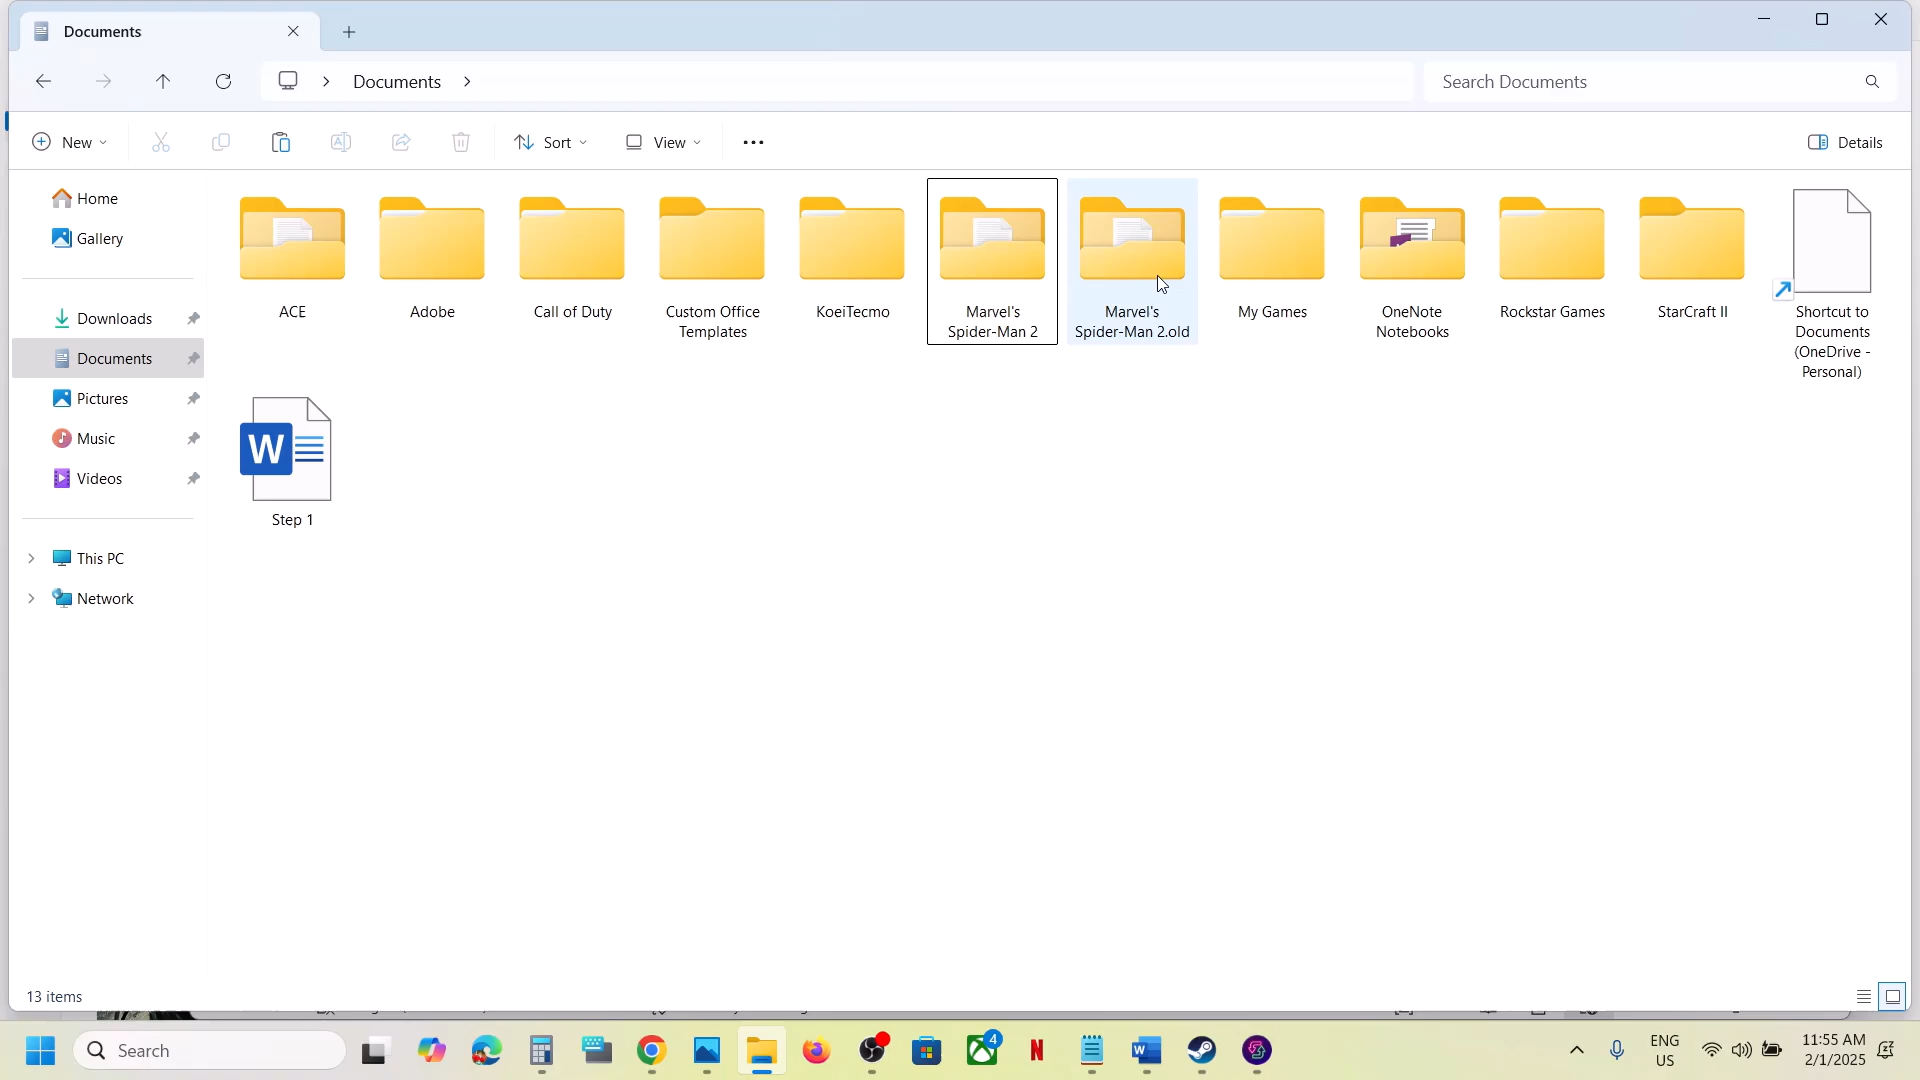 Documents
Documents
Search Documents
New
Sort
View
Details
Home
Gallery
Downloads
Documents
Pictures
Music
Videos
This PC
Network
ACE
Adobe
Call of Duty
Custom Office
Templates
KoeiTecmo
Marvel's
Spider-Man 2
Marvel's
Spider-Man 2.old
My Games
OneNote
Notebooks
Rockstar Games
StarCraft II
Shortcut to
Documents
(OneDrive -
Personal)
W
Step 1
13 items
Search
4
N
W
ENG
US
11:55 AM
2/1/2025